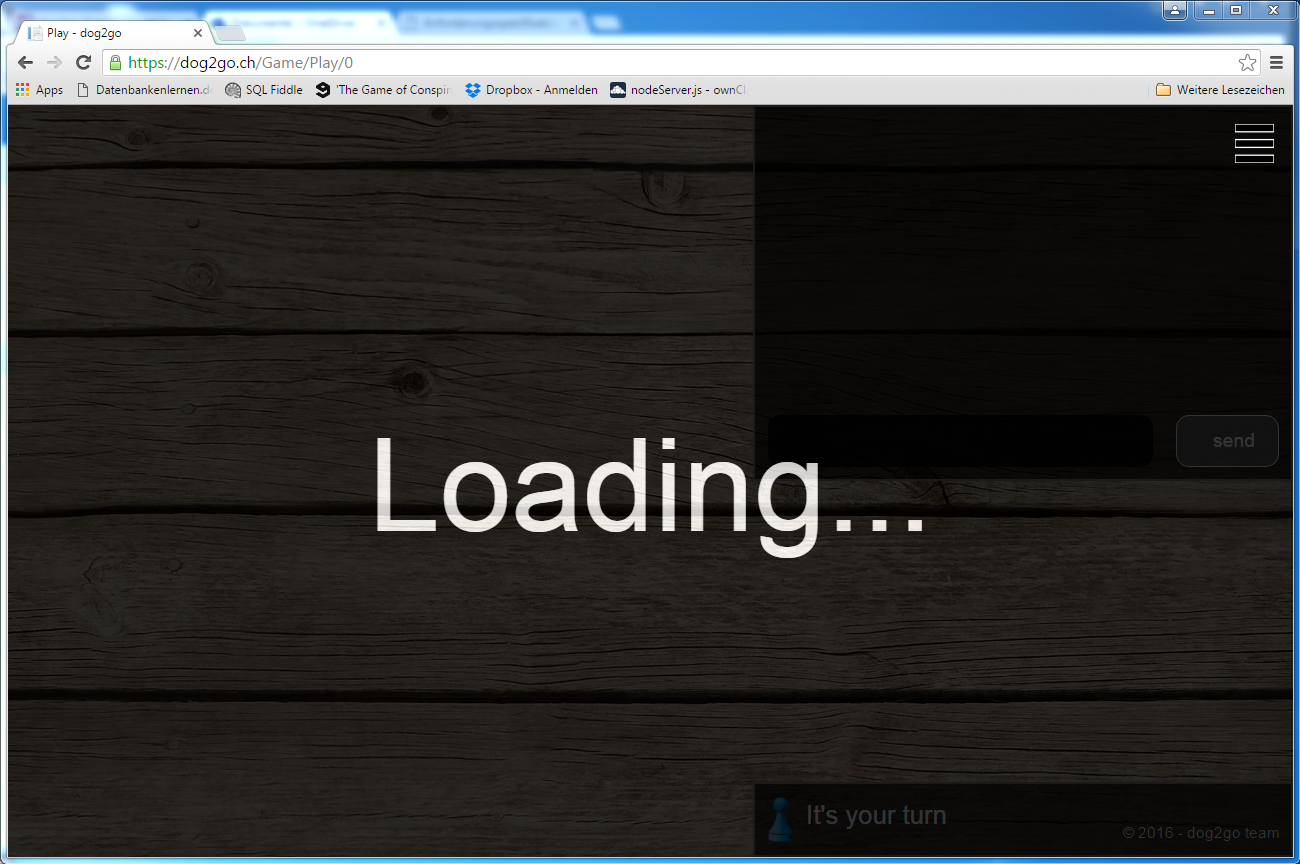 Play - dog2go
https://dog2go.ch/Game/Play/0
Apps
Datenbankenlernen.d
SQL Fiddle
'The Game of Conspir
Dropbox - Anmelden
nodeServer.js - ownCl
Weitere Lesezeichen
send
Loading...
It's your turn
© 2016 - dog2go team